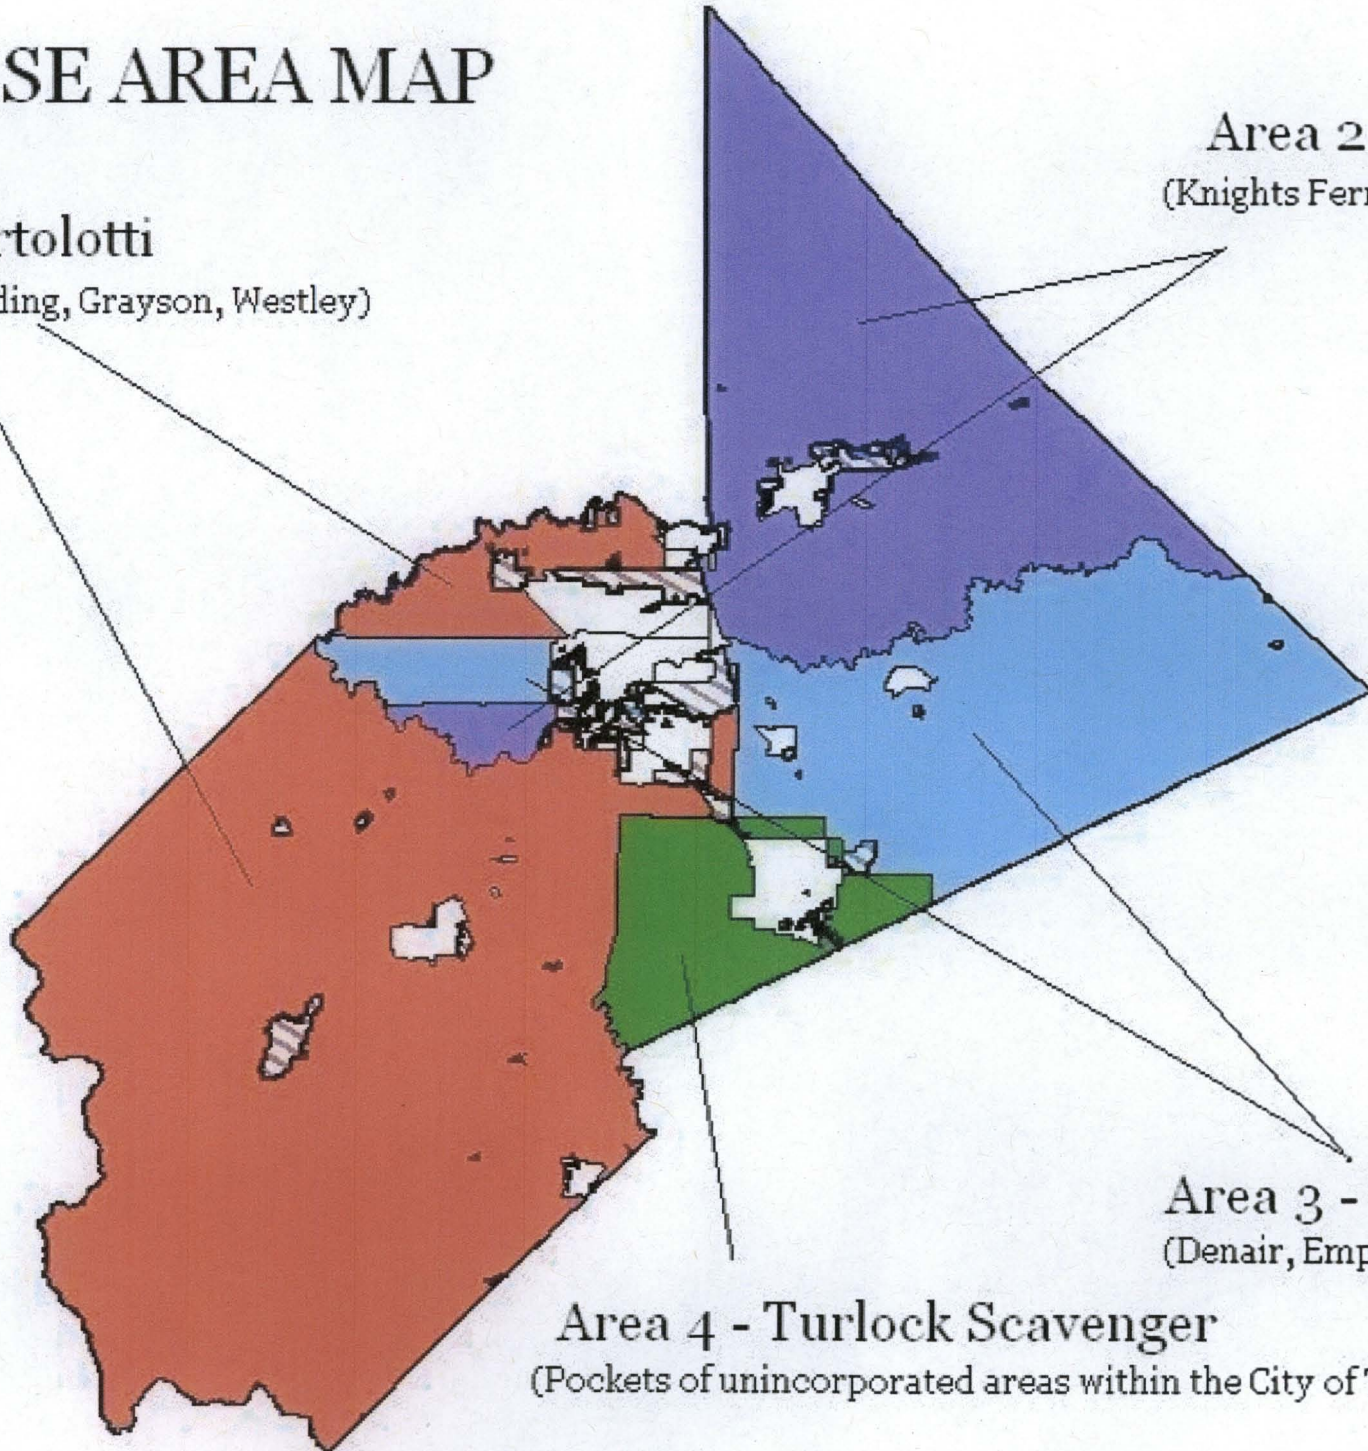 SE AREA MAP
Area 2
(Knights Ferr
rtolotti
ding, Grayson, Westley)
Area 3 -
(Denair, Emp
Area 4 - Turlock Scavenger
(Pockets of unincorporated areas within the City of